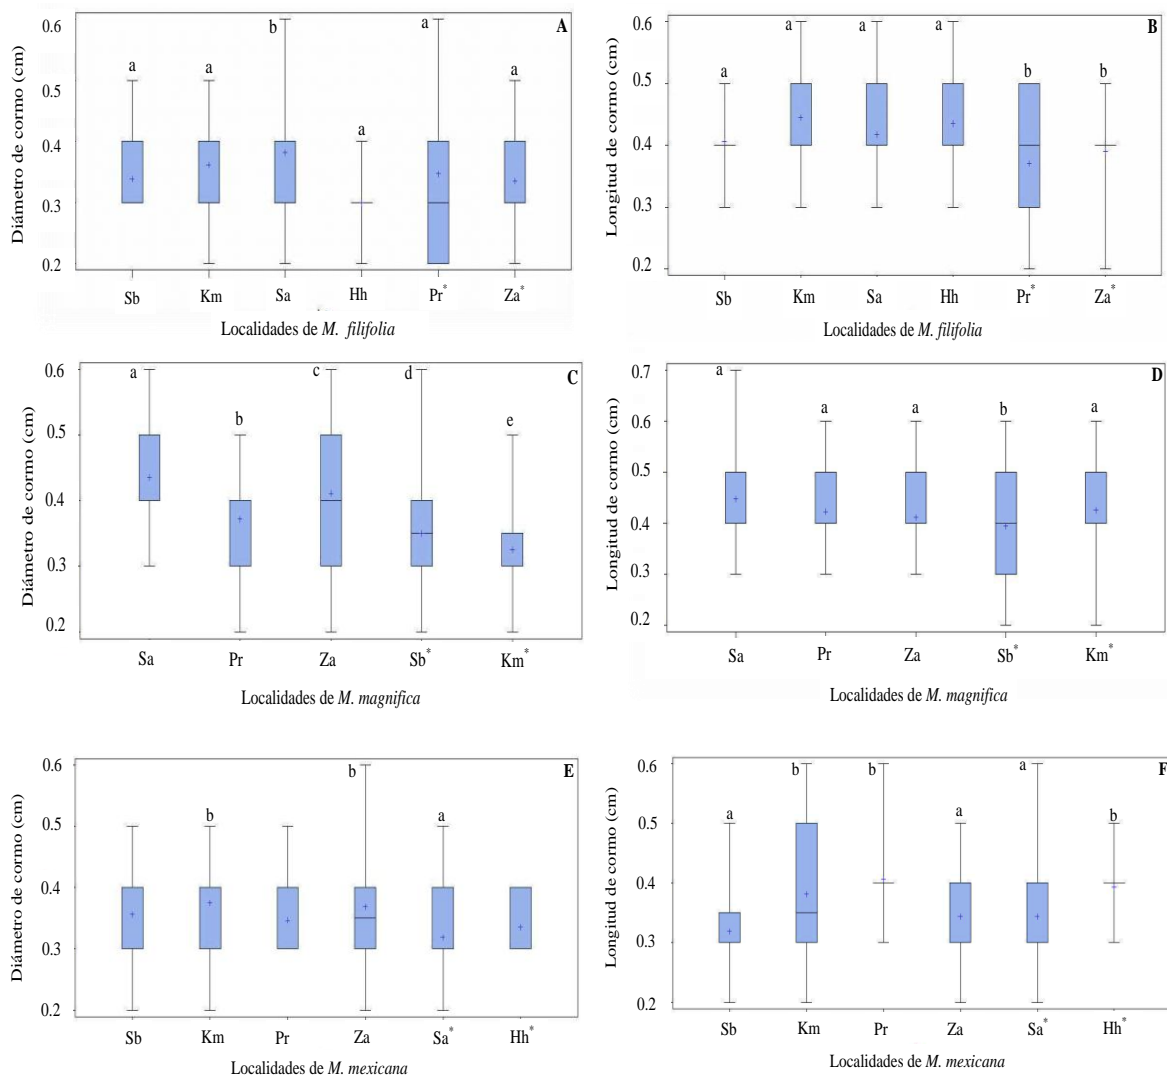 Diámetro de cormo (cm)
0.6
0.5
0.4
0.3
0.2
a
a
b
a
a
a
A
Sb
Km
Sa
Hh
Pr*
Za*
Localidades de M. filifolia
Longitud de cormo (cm)
0.6
0.5
0.4
0.3
0.2
a
a
a
a
b
b
B
Sb
Km
Sa
Hh
Pr*
Za*
Localidades de M. filifolia
Diámetro de cormo (cm)
0.6
0.5
0.4
0.3
0.2
a
b
c
d
e
C
Sa
Pr
Za
Sb*
Km*
Localidades de M. magnifica
Longitud de cormo (cm)
0.7
0.6
0.5
0.4
0.3
0.2
a
a
a
b
a
D
Sa
Pr
Za
Sb*
Km*
Localidades de M. magnifica
Diámetro de cormo (cm)
0.6
0.5
0.4
0.3
0.2
b
b
a
E
Sb
Km
Pr
Za
Sa*
Hh*
Localidades de M. mexicana
Longitud de cormo (cm)
0.6
0.5
0.4
0.3
0.2
a
b
b
a
a
b
F
Sb
Km
Pr
Za
Sa*
Hh*
Localidades de M. mexicana